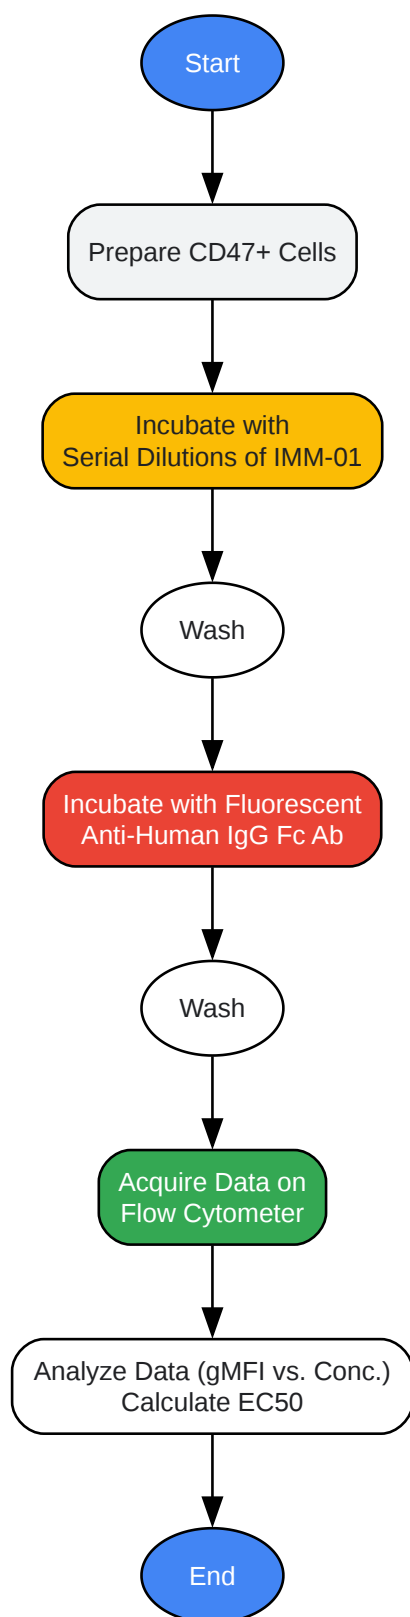 Start
Prepare CD47+ Cells
Incubate with
Serial Dilutions of IMM-01
Wash
Incubate with Fluorescent
Anti-Human IgG Fc Ab
Wash
Acquire Data on
Flow Cytometer
Analyze Data (gMFI vs. Conc.)
Calculate EC50
End